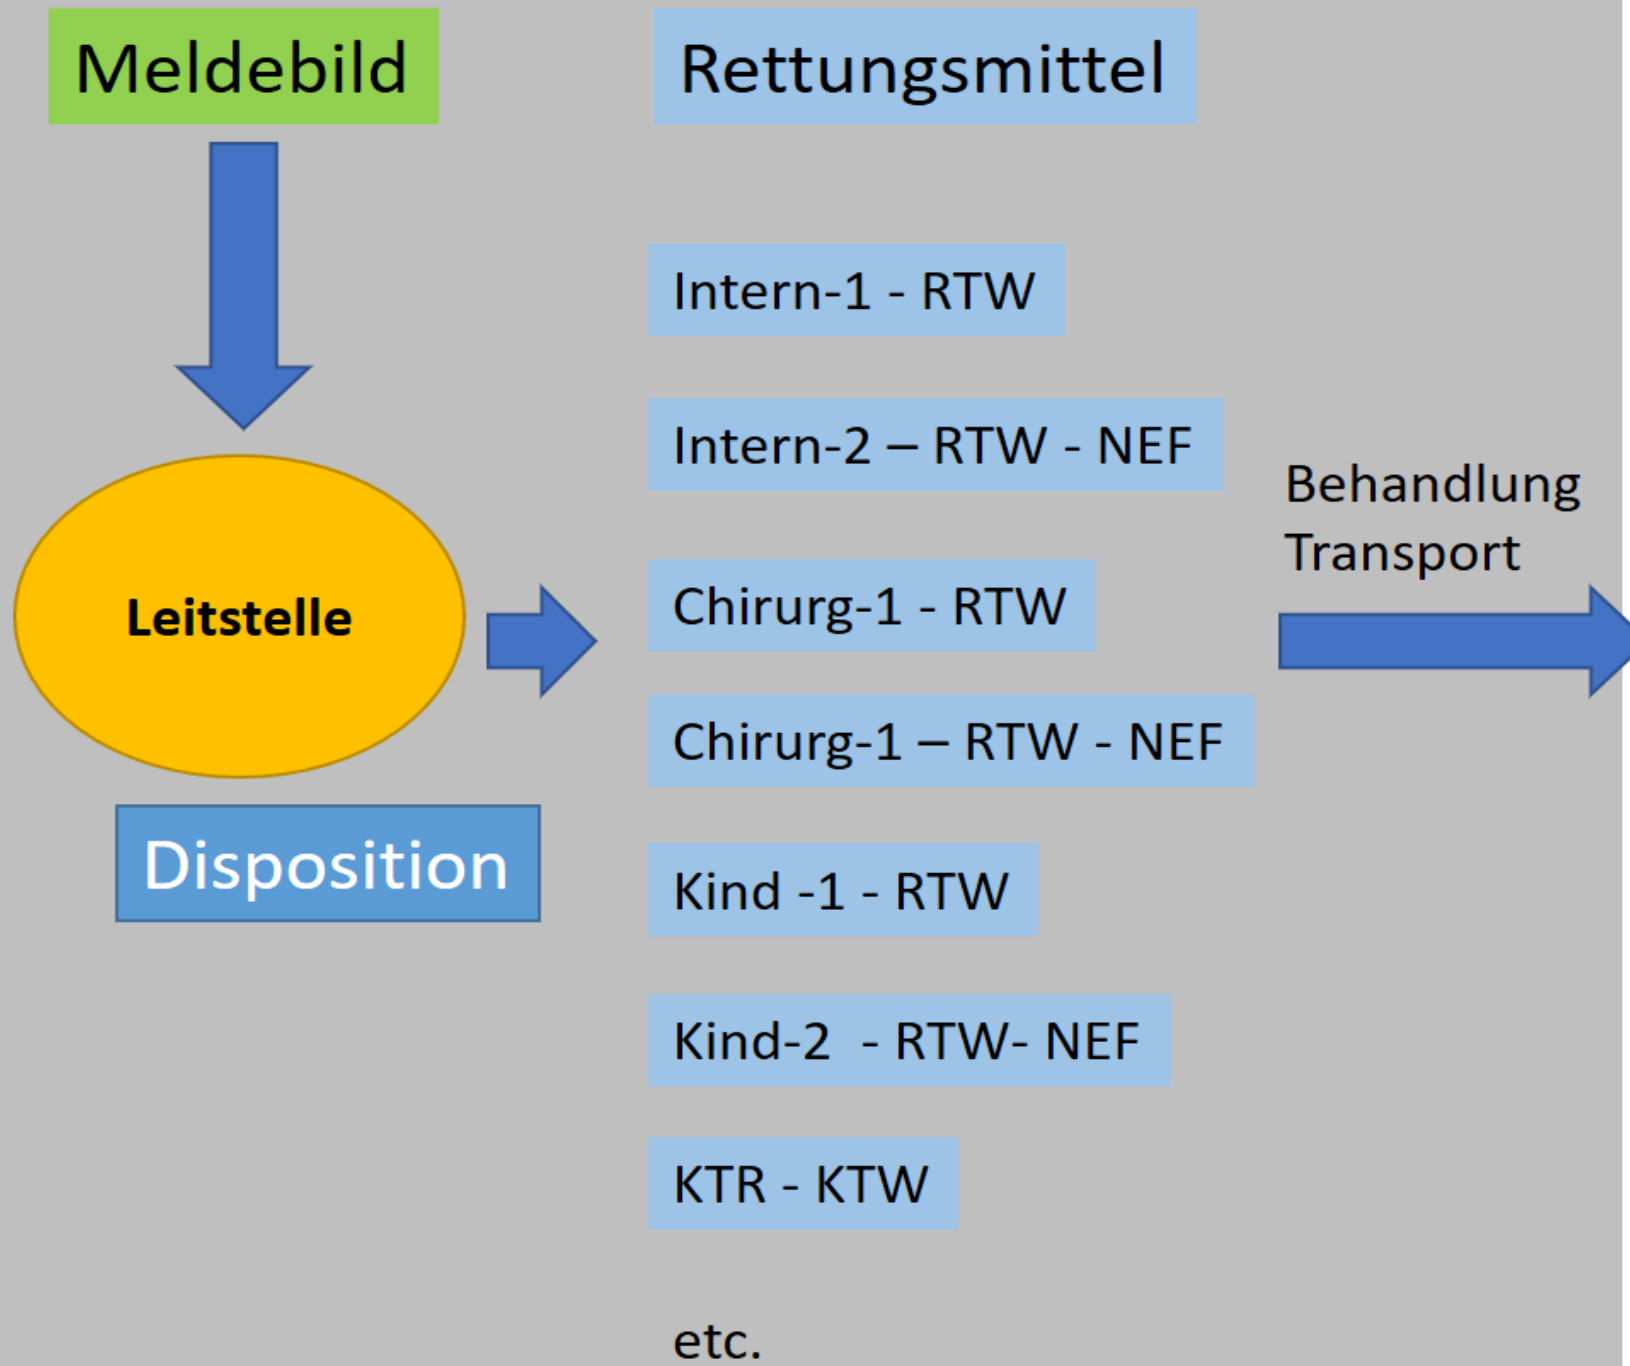 Meldebild
Rettungsmittel
Intern-1 - RTW
Intern-2 – RTW - NEF
Behandlung
Transport
Leitstelle
Chirurg-1 - RTW
Chirurg-1 – RTW - NEF
Disposition
Kind -1 - RTW
Kind-2  - RTW- NEF
KTR - KTW
etc.